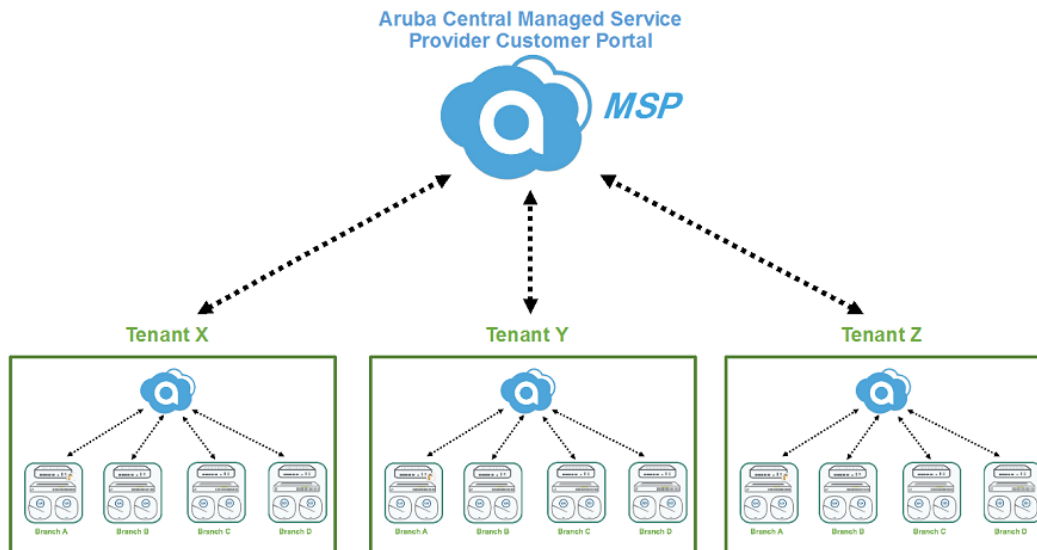 Aruba Central Managed Service
Provider Customer Portal
MSP
Tenant X
Tenant Y
Tenant Z
Branch A
Branch B
Branch C
Branch D
Branch A
Branch B
Branch C
Branch D
Branch A
Branch B
Branch C
Branch D